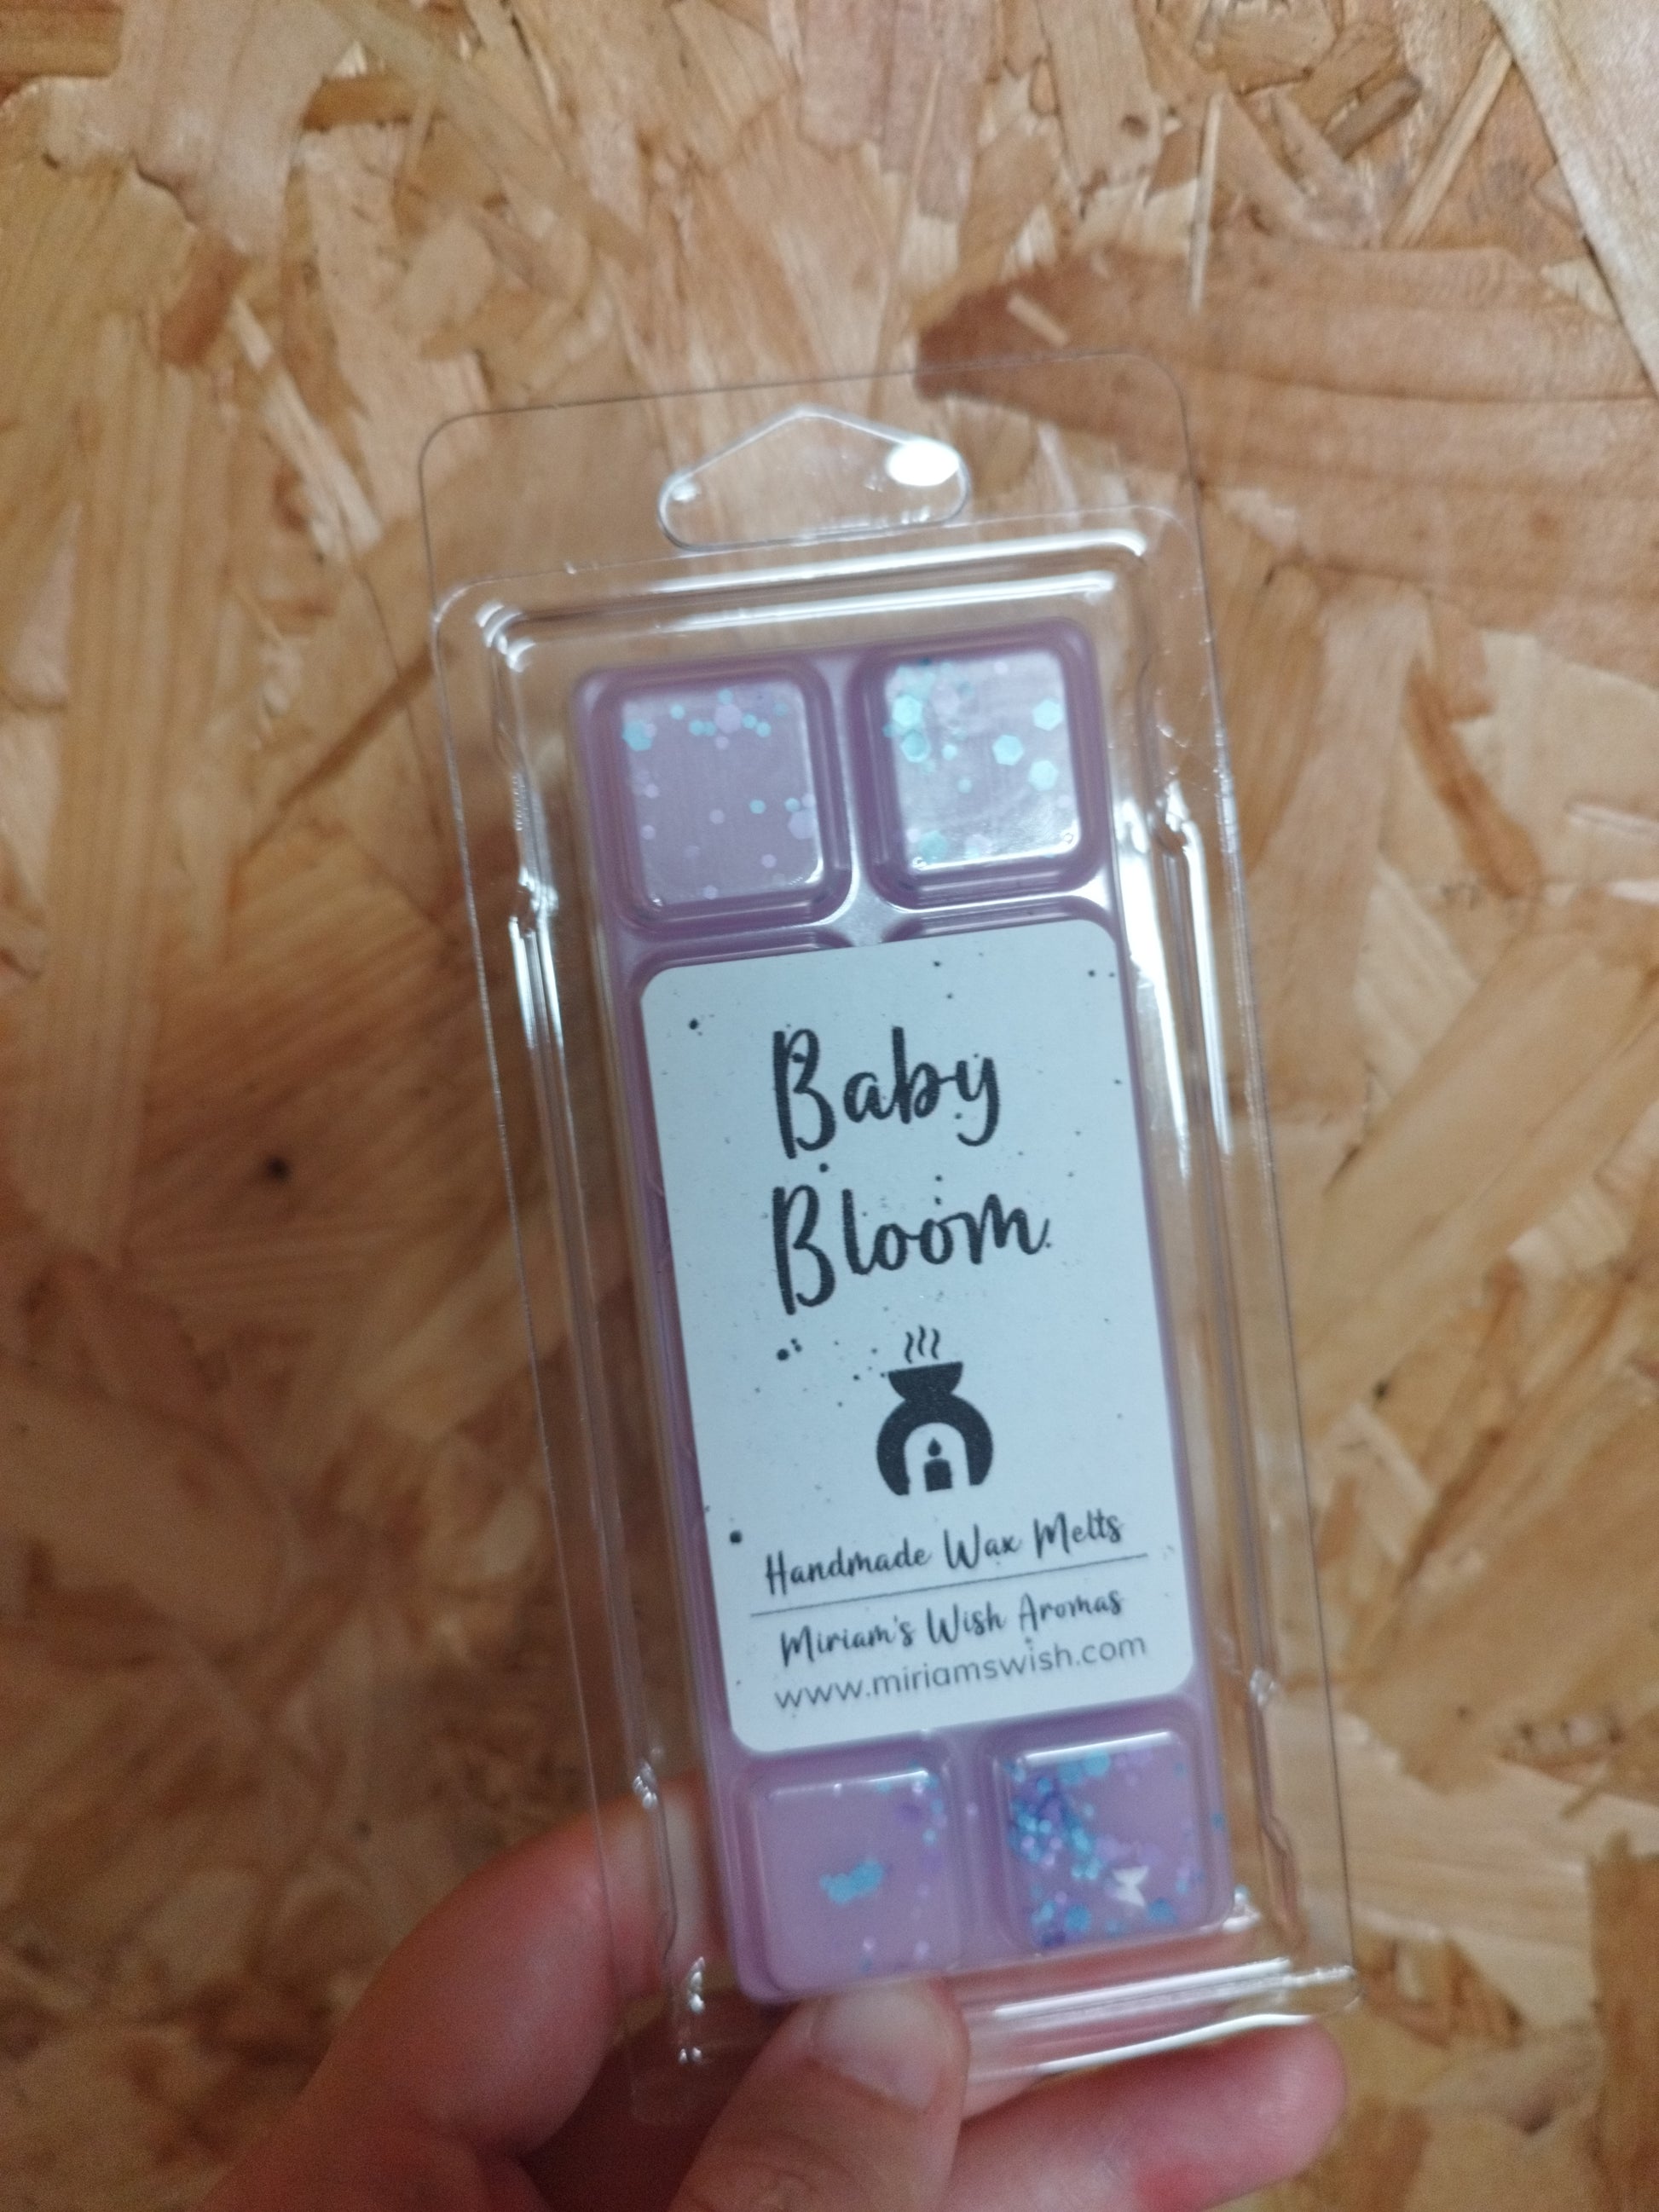 Baby
Bloom
Handmade Wax Melts
Miriam's Wish Aromas
www.miriamswish.com